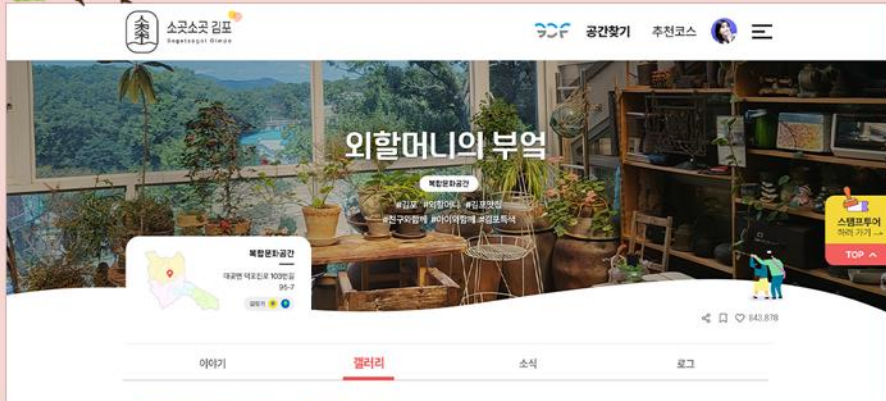 소곳소곳 김포
Sogotsogot Gimpo
공간찾기
추천코스
외할머니의 부엌
복합문화공간
#김포 #외할머니 #김포맛집
#친구와함께 #아이와함께 #김포특색
복합문화공간
대곶면 덕포진로 103번길
95-7
길찾기
스탬프투어
하러 가기
TOP
843,878
이야기
갤러리
소식
로그